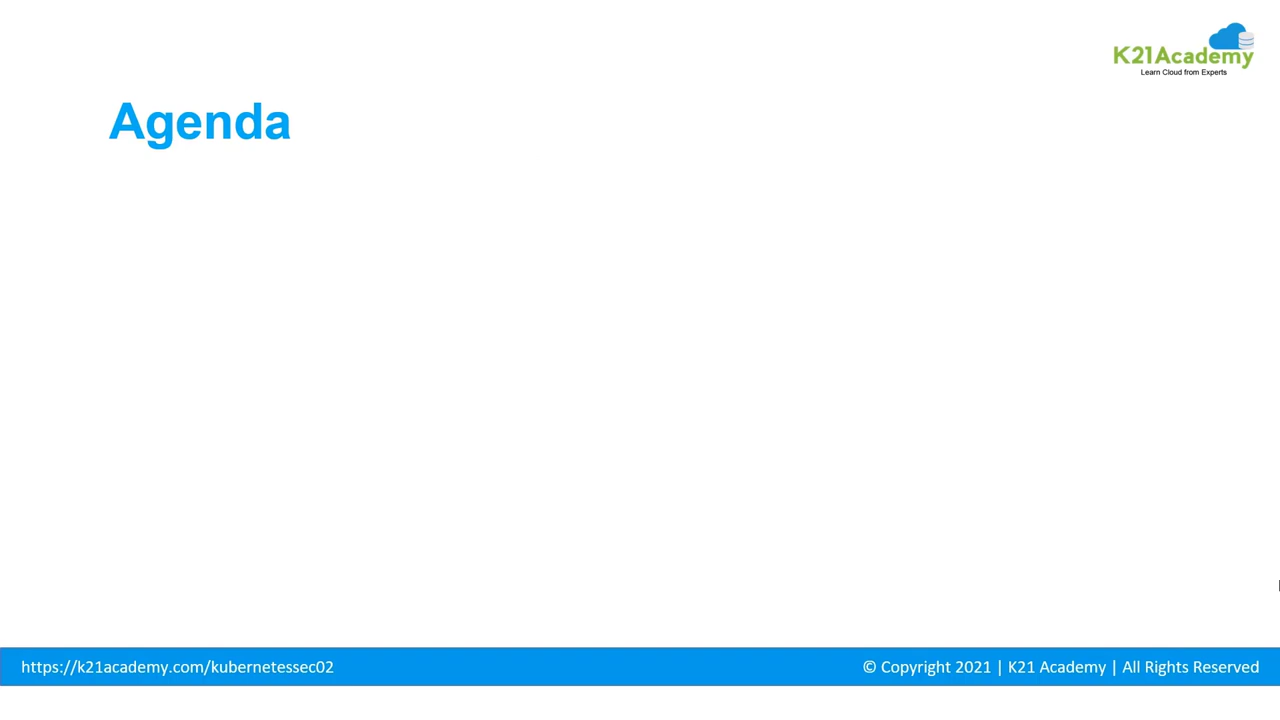 K21Academy
Learn Cloud from Experts
Agenda
https://k21academy.com/kubernetessec02
© Copyright 2021 | K21 Academy | All Rights Reserved